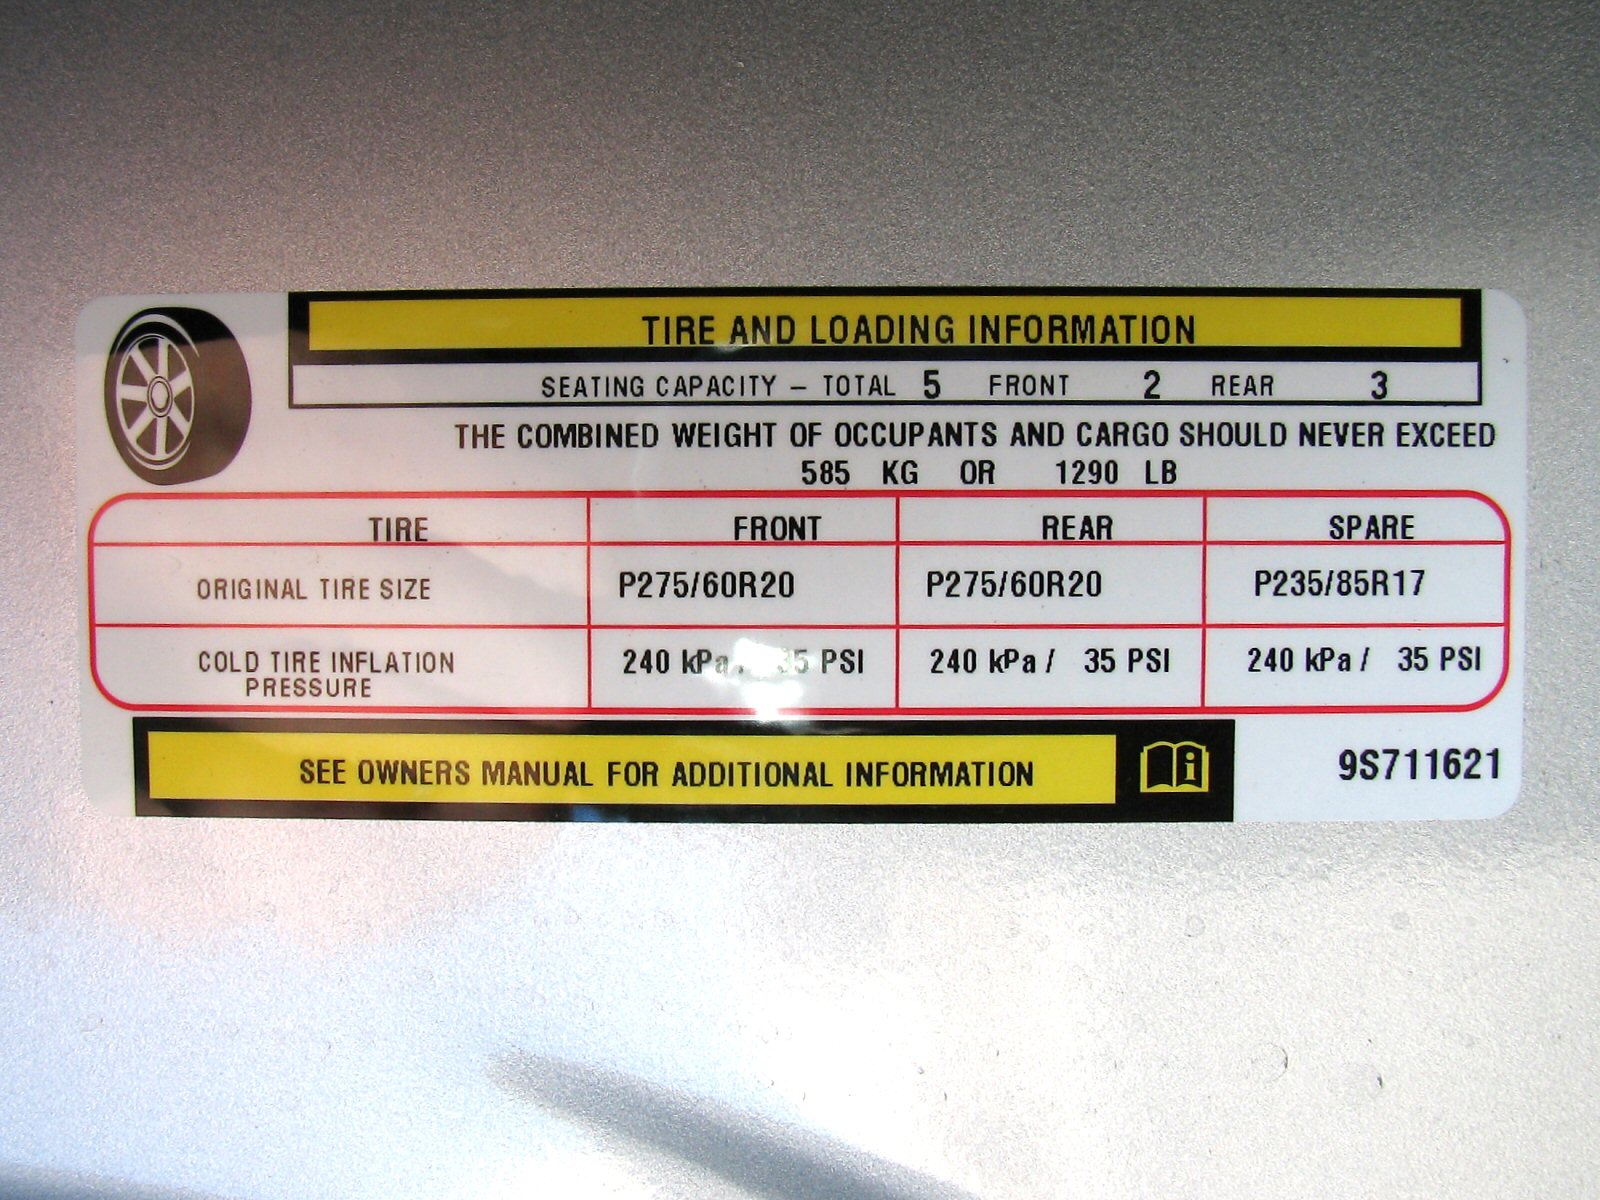 TIRE AND LOADING INFORMATION
SEATING CAPACITY – TOTAL 5 FRONT 2 REAR 3
THE COMBINED WEIGHT OF OCCUPANTS AND CARGO SHOULD NEVER EXCEED
585 KG OR 1290 LB
TIRE FRONT REAR SPARE
ORIGINAL TIRE SIZE P275/60R20 P275/60R20 P235/85R17
COLD TIRE INFLATION PRESSURE 240 kPa / 35 PSI 240 kPa / 35 PSI 240 kPa / 35 PSI
SEE OWNERS MANUAL FOR ADDITIONAL INFORMATION
9S711621